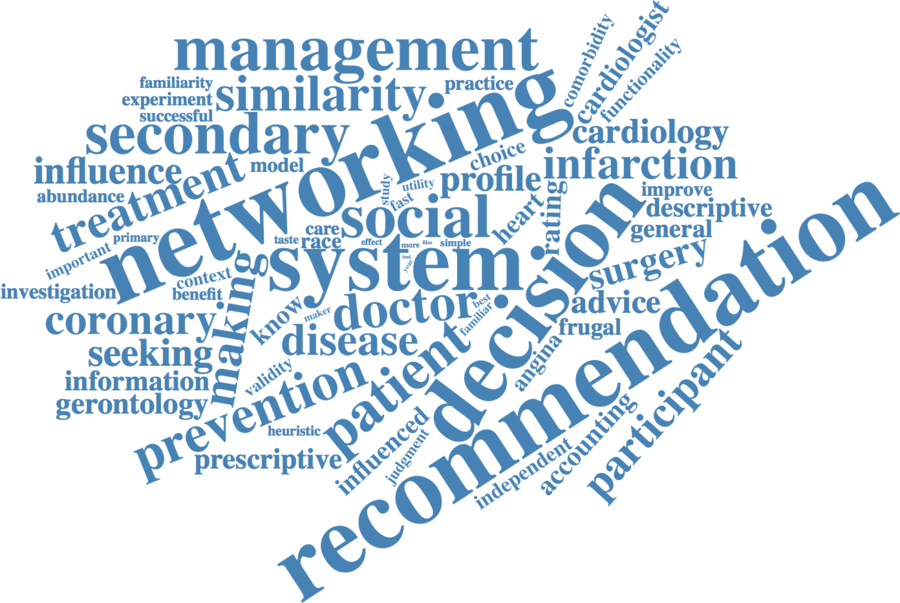 management
comorbidity
cardiologist
functionality
familiarity
experiment
successful
similarity
practice
secondary
networking
cardiology
influence
treatment
model
choice
infarction
abundance
study
utility
fast
profile
heart
rating
improve
descriptive
general
important
primary
care
race
taste
social
effect
more
film
simple
system
decision
surgery
investigation
context
benefit
making
know
maker
doctor
best
familiar
advice
frugal
coronary
seeking
information
gerontology
disease
validity
patient
angina
recommendation
prevention
heuristic
prescriptive
influenced
judgment
independent
accounting
participant